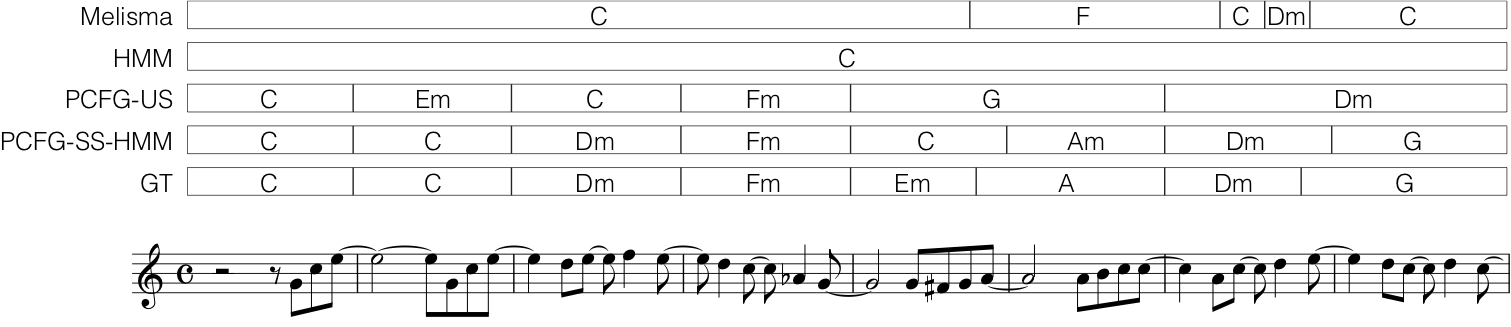 Melisma C F C Dm C
HMM C
PCFG-US C Em C Fm G Dm
PCFG-SS-HMM C C Dm Fm C Am Dm G
GT C C Dm Fm Em A Dm G